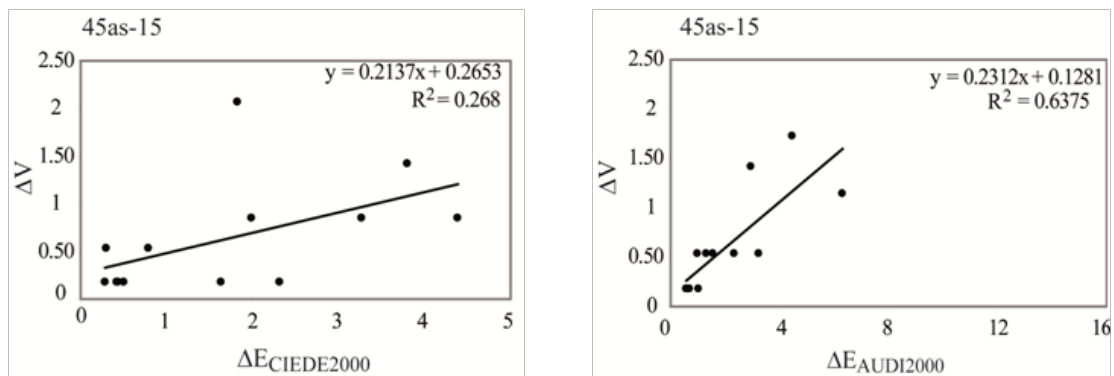 45as-15
2.50
y = 0.2137x + 0.2653
R² = 0.268
2
1.50
ΔV
1
0.50
0
0 1 2 3 4 5
ΔE_CIEDE2000
45as-15
2.50
y = 0.2312x + 0.1281
R² = 0.6375
2
1.50
ΔV
1
0.50
0
0 4 8 12 16
ΔE_AUDI2000